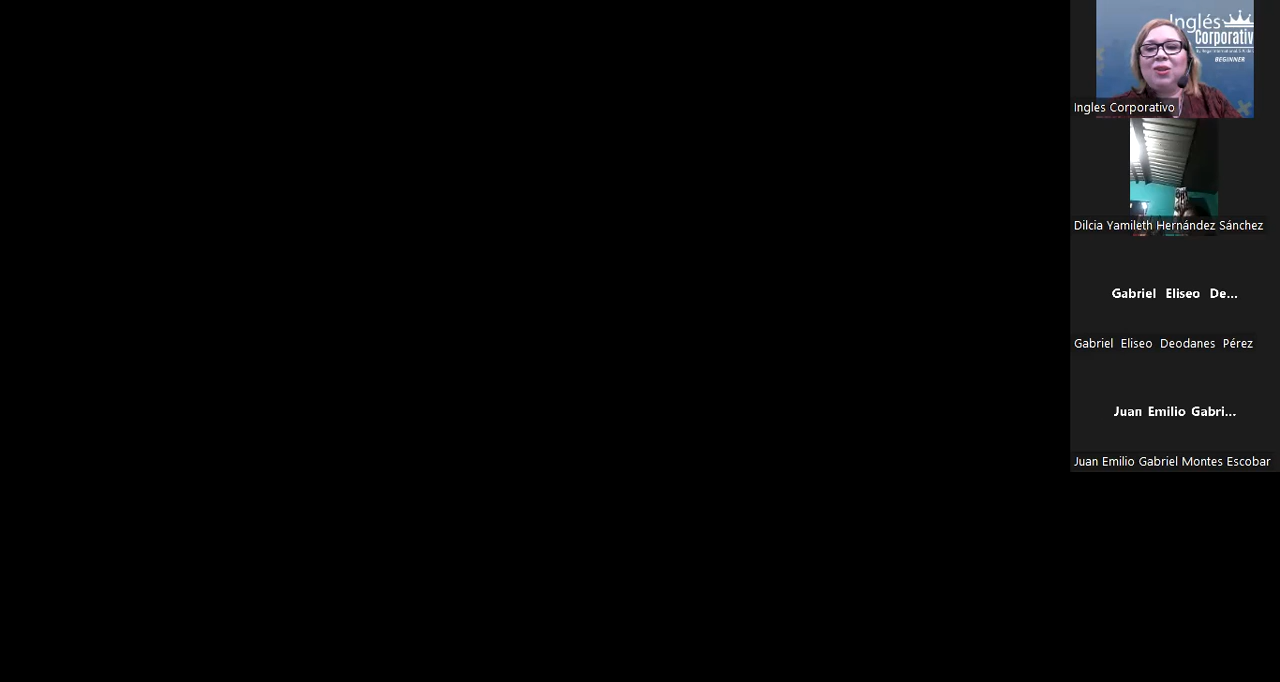 Inglés
Corporativ
BEGINNER
Ingles Corporativo
Dilcia Yamileth Hernández Sánchez
Gabriel Eliseo De...
Gabriel Eliseo Deodanes Pérez
Juan Emilio Gabri...
Juan Emilio Gabriel Montes Escobar